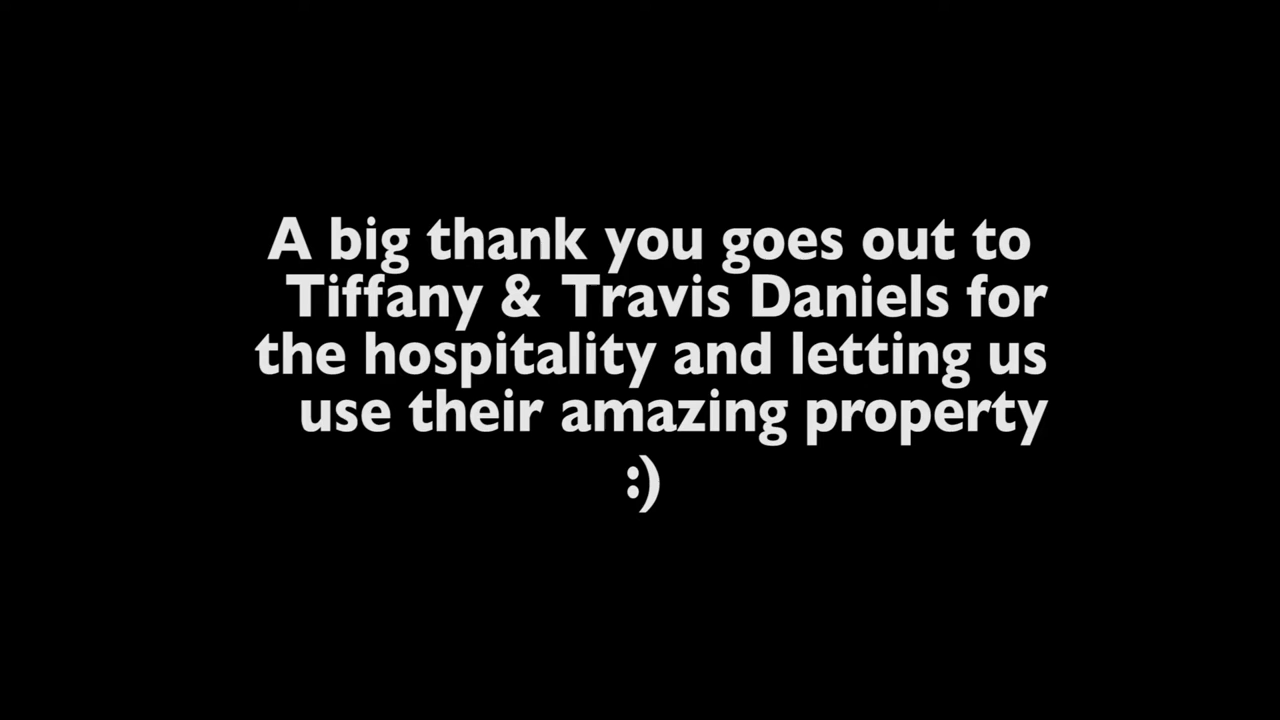 A big thank you goes out to
Tiffany & Travis Daniels for
the hospitality and letting us
use their amazing property
:)